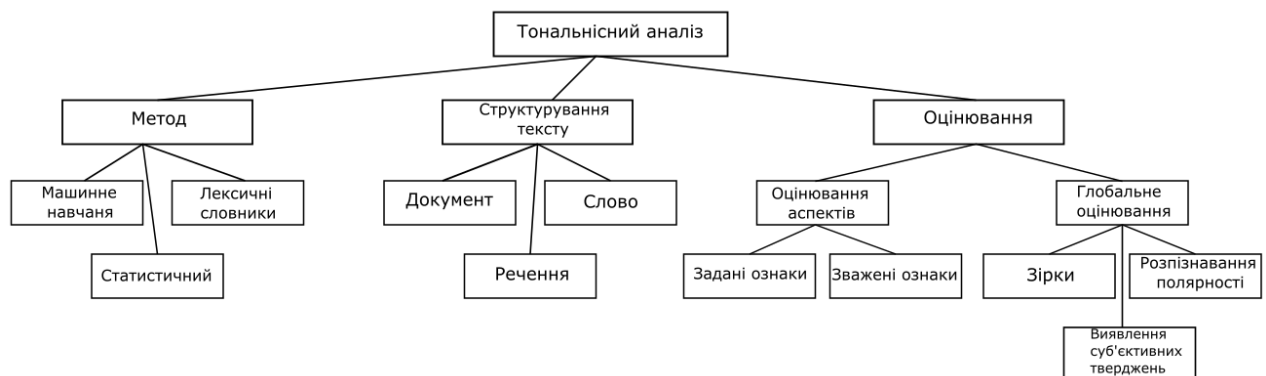 Тональнісний аналіз
Метод
Структурування
тексту
Оцінювання
Машинне
навчаня
Лексичні
словники
Документ
Слово
Оцінювання
аспектів
Глобальне
оцінювання
Статистичний
Речення
Задані ознаки
Зважені ознаки
Зірки
Розпізнавання
полярності
Виявлення
суб'єктивних
тверджень